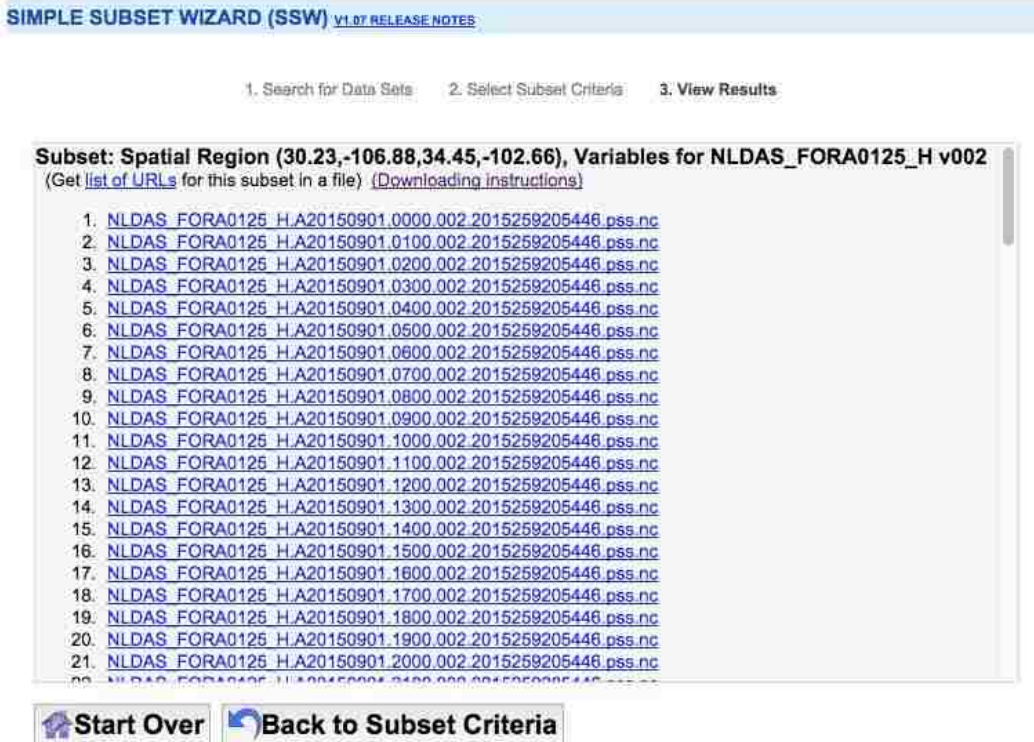 SIMPLE SUBSET WIZARD (SSW) V1.07 RELEASE NOTES
1. Search for Data Sets 2. Select Subset Criteria 3. View Results
Subset: Spatial Region (30.23,-106.88,34.45,-102.66), Variables for NLDAS_FORA0125_H v002
(Get list of URLs for this subset in a file) (Downloading instructions)
1. NLDAS_FORA0125_H.A20150901.0000.002.2015259205446.pss.nc
2. NLDAS_FORA0125_H.A20150901.0100.002.2015259205446.pss.nc
3. NLDAS_FORA0125_H.A20150901.0200.002.2015259205446.pss.nc
4. NLDAS_FORA0125_H.A20150901.0300.002.2015259205446.pss.nc
5. NLDAS_FORA0125_H.A20150901.0400.002.2015259205446.pss.nc
6. NLDAS_FORA0125_H.A20150901.0500.002.2015259205446.pss.nc
7. NLDAS_FORA0125_H.A20150901.0600.002.2015259205446.pss.nc
8. NLDAS_FORA0125_H.A20150901.0700.002.2015259205446.pss.nc
9. NLDAS_FORA0125_H.A20150901.0800.002.2015259205446.pss.nc
10. NLDAS_FORA0125_H.A20150901.0900.002.2015259205446.pss.nc
11. NLDAS_FORA0125_H.A20150901.1000.002.2015259205446.pss.nc
12. NLDAS_FORA0125_H.A20150901.1100.002.2015259205446.pss.nc
13. NLDAS_FORA0125_H.A20150901.1200.002.2015259205446.pss.nc
14. NLDAS_FORA0125_H.A20150901.1300.002.2015259205446.pss.nc
15. NLDAS_FORA0125_H.A20150901.1400.002.2015259205446.pss.nc
16. NLDAS_FORA0125_H.A20150901.1500.002.2015259205446.pss.nc
17. NLDAS_FORA0125_H.A20150901.1600.002.2015259205446.pss.nc
18. NLDAS_FORA0125_H.A20150901.1700.002.2015259205446.pss.nc
19. NLDAS_FORA0125_H.A20150901.1800.002.2015259205446.pss.nc
20. NLDAS_FORA0125_H.A20150901.1900.002.2015259205446.pss.nc
21. NLDAS_FORA0125_H.A20150901.2000.002.2015259205446.pss.nc
Start Over Back to Subset Criteria